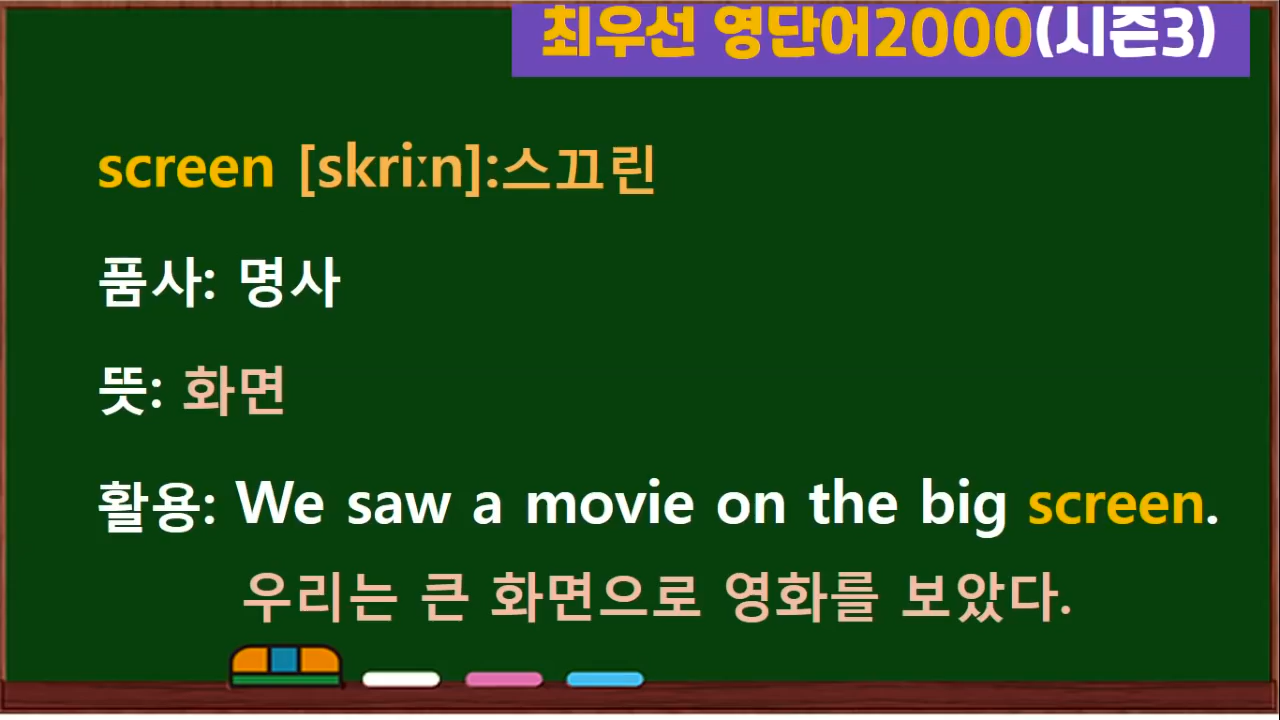 최우선 영단어2000(시즌3)
screen [skriːn]:스끄린
품사: 명사
뜻: 화면
활용: We saw a movie on the big screen.
우리는 큰 화면으로 영화를 보았다.